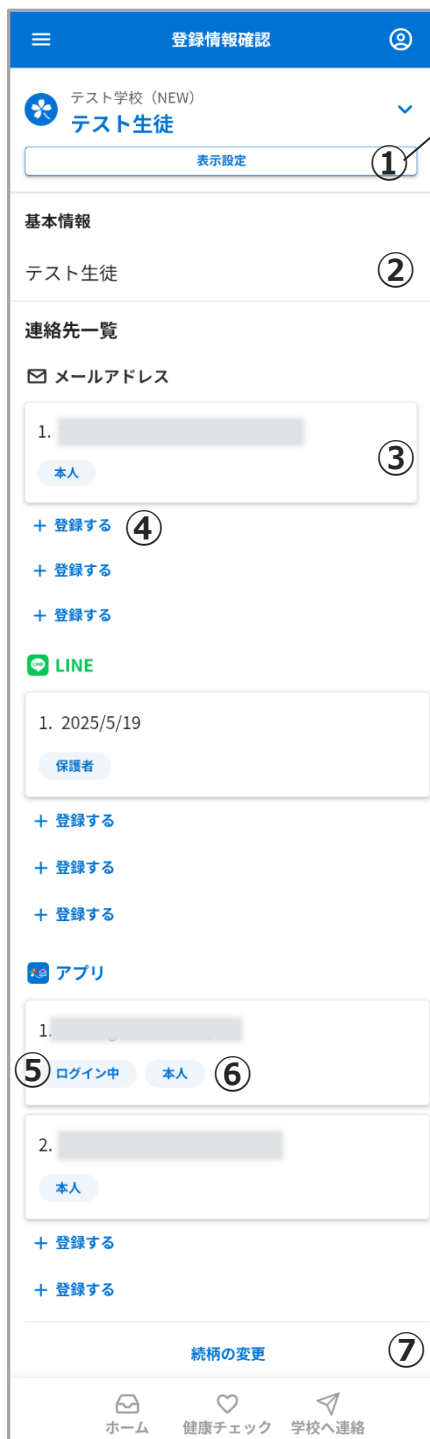 登録情報確認
テスト学校（NEW）
テスト生徒
表示設定 ①
基本情報
テスト生徒 ②
連絡先一覧
メールアドレス
1. ③
本人
＋ 登録する ④
＋ 登録する
＋ 登録する
LINE
1. 2025/5/19
保護者
＋ 登録する
＋ 登録する
＋ 登録する
アプリ
1.
⑤ ログイン中 本人 ⑥
2.
本人
＋ 登録する
＋ 登録する
続柄の変更 ⑦
ホーム 健康チェック 学校へ連絡